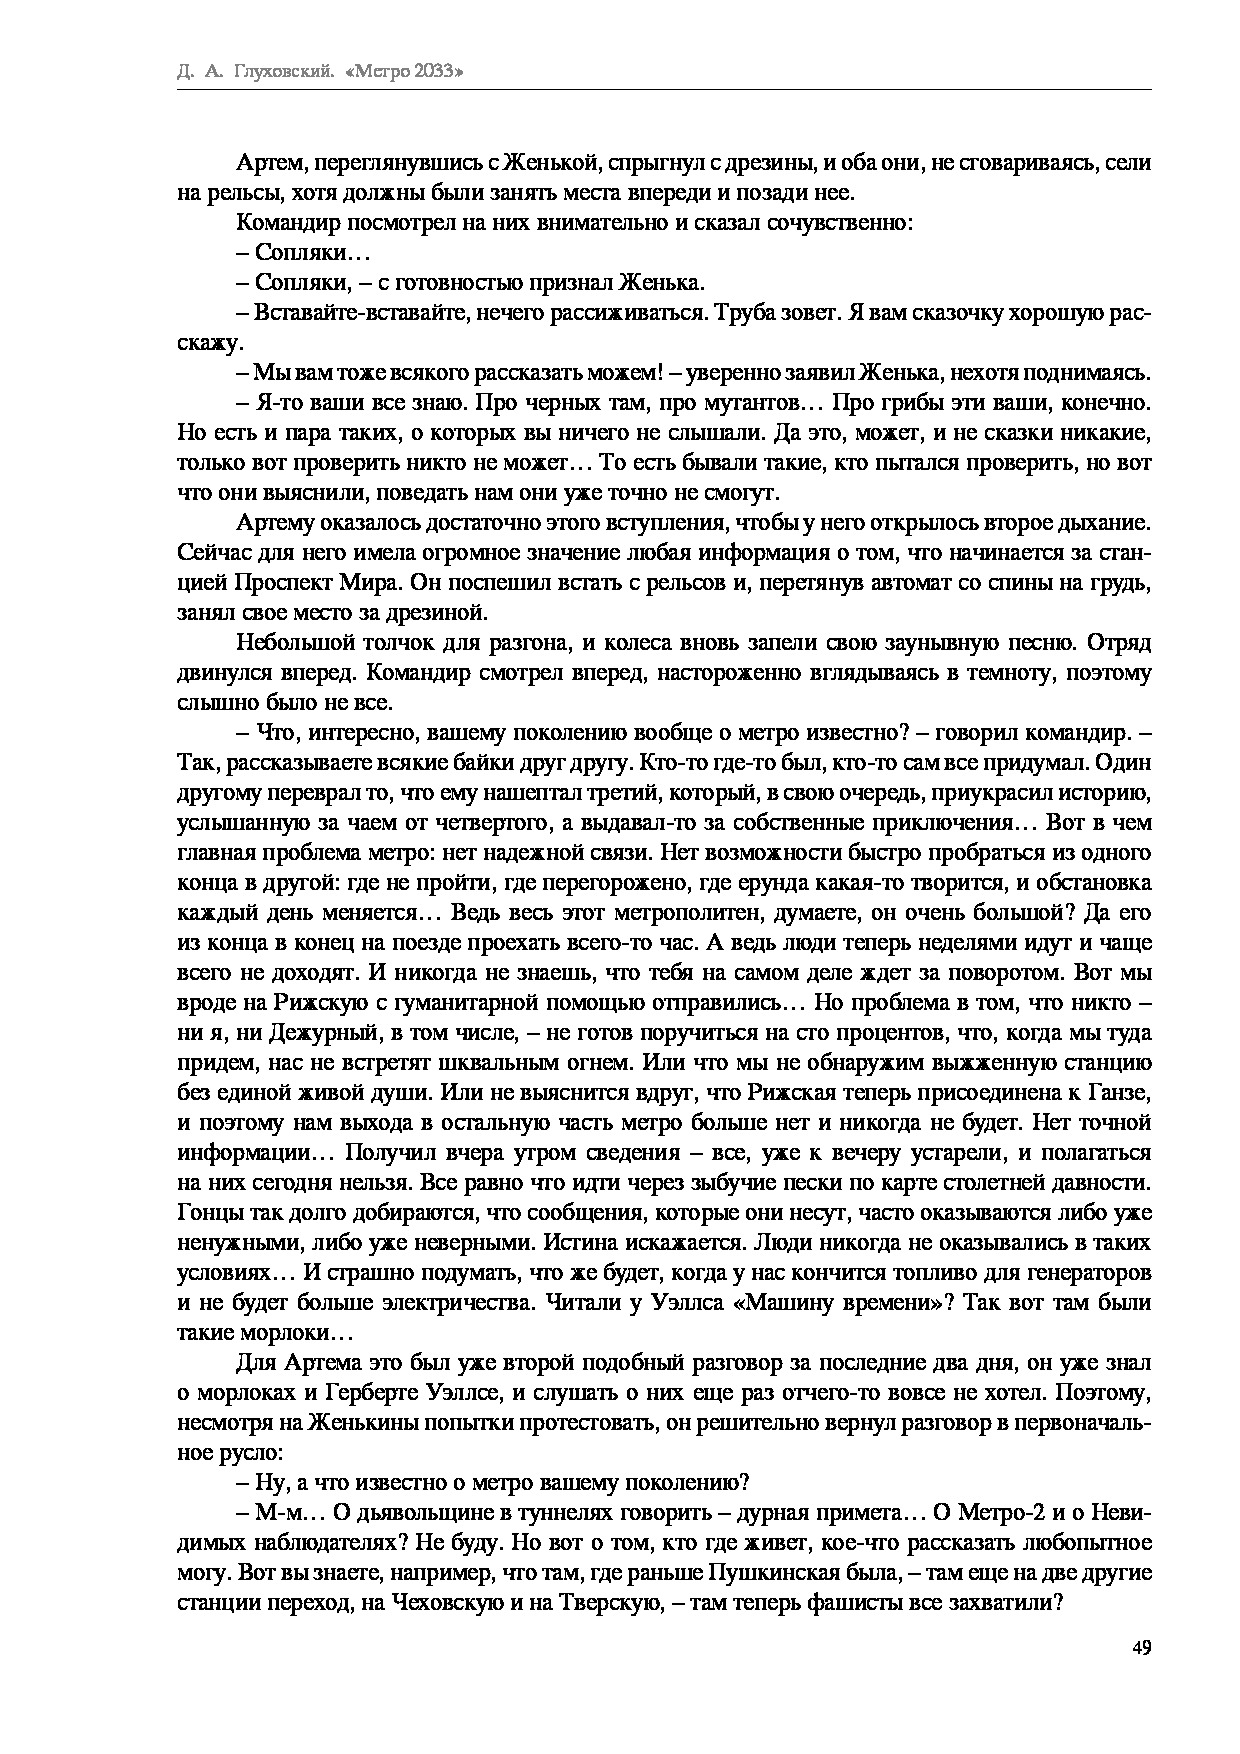 Д. А. Глуховский. «Метро 2033»
Артем, переглянувшись с Женькой, спрыгнул с дрезины, и оба они, не сговариваясь, сели
на рельсы, хотя должны были занять места впереди и позади нее.
Командир посмотрел на них внимательно и сказал сочувственно:
– Сопляки…
– Сопляки, – с готовностью признал Женька.
– Вставайте-вставайте, нечего рассиживаться. Труба зовет. Я вам сказочку хорошую рас-
скажу.
– Мы вам тоже всякого рассказать можем! – уверенно заявил Женька, нехотя поднимаясь.
– Я-то ваши все знаю. Про черных там, про мутантов… Про грибы эти ваши, конечно.
Но есть и пара таких, о которых вы ничего не слышали. Да это, может, и не сказки никакие,
только вот проверить никто не может… То есть бывали такие, кто пытался проверить, но вот
что они выяснили, поведать нам они уже точно не смогут.
Артему оказалось достаточно этого вступления, чтобы у него открылось второе дыхание.
Сейчас для него имела огромное значение любая информация о том, что начинается за стан-
цией Проспект Мира. Он поспешил встать с рельсов и, перетянув автомат со спины на грудь,
занял свое место за дрезиной.
Небольшой толчок для разгона, и колеса вновь запели свою заунывную песню. Отряд
двинулся вперед. Командир смотрел вперед, настороженно вглядываясь в темноту, поэтому
слышно было не все.
– Что, интересно, вашему поколению вообще о метро известно? – говорил командир. –
Так, рассказываете всякие байки друг другу. Кто-то где-то был, кто-то сам все придумал. Один
другому переврал то, что ему нашептал третий, который, в свою очередь, приукрасил историю,
услышанную за чаем от четвертого, а выдавал-то за собственные приключения… Вот в чем
главная проблема метро: нет надежной связи. Нет возможности быстро пробраться из одного
конца в другой: где не пройти, где перегорожено, где ерунда какая-то творится, и обстановка
каждый день меняется… Ведь весь этот метрополитен, думаете, он очень большой? Да его
из конца в конец на поезде проехать всего-то час. А ведь люди теперь неделями идут и чаще
всего не доходят. И никогда не знаешь, что тебя на самом деле ждет за поворотом. Вот мы
вроде на Рижскую с гуманитарной помощью отправились… Но проблема в том, что никто –
ни я, ни Дежурный, в том числе, – не готов поручиться на сто процентов, что, когда мы туда
придем, нас не встретят шквальным огнем. Или что мы не обнаружим выжженную станцию
без единой живой души. Или не выяснится вдруг, что Рижская теперь присоединена к Ганзе,
и поэтому нам выхода в остальную часть метро больше нет и никогда не будет. Нет точной
информации… Получил вчера утром сведения – все, уже к вечеру устарели, и полагаться
на них сегодня нельзя. Все равно что идти через зыбучие пески по карте столетней давности.
Гонцы так долго добираются, что сообщения, которые они несут, часто оказываются либо уже
ненужными, либо уже неверными. Истина искажается. Люди никогда не оказывались в таких
условиях… И страшно подумать, что же будет, когда у нас кончится топливо для генераторов
и не будет больше электричества. Читали у Уэллса «Машину времени»? Так вот там были
такие морлоки…
Для Артема это был уже второй подобный разговор за последние два дня, он уже знал
о морлоках и Герберте Уэллсе, и слушать о них еще раз отчего-то вовсе не хотел. Поэтому,
несмотря на Женькины попытки протестовать, он решительно вернул разговор в первоначаль-
ное русло:
– Ну, а что известно о метро вашему поколению?
– М-м… О дьявольщине в туннелях говорить – дурная примета… О Метро-2 и о Неви-
димых наблюдателях? Не буду. Но вот о том, кто где живет, кое-что рассказать любопытное
могу. Вот вы знаете, например, что там, где раньше Пушкинская была, – там еще на две другие
станции переход, на Чеховскую и на Тверскую, – там теперь фашисты все захватили?
49